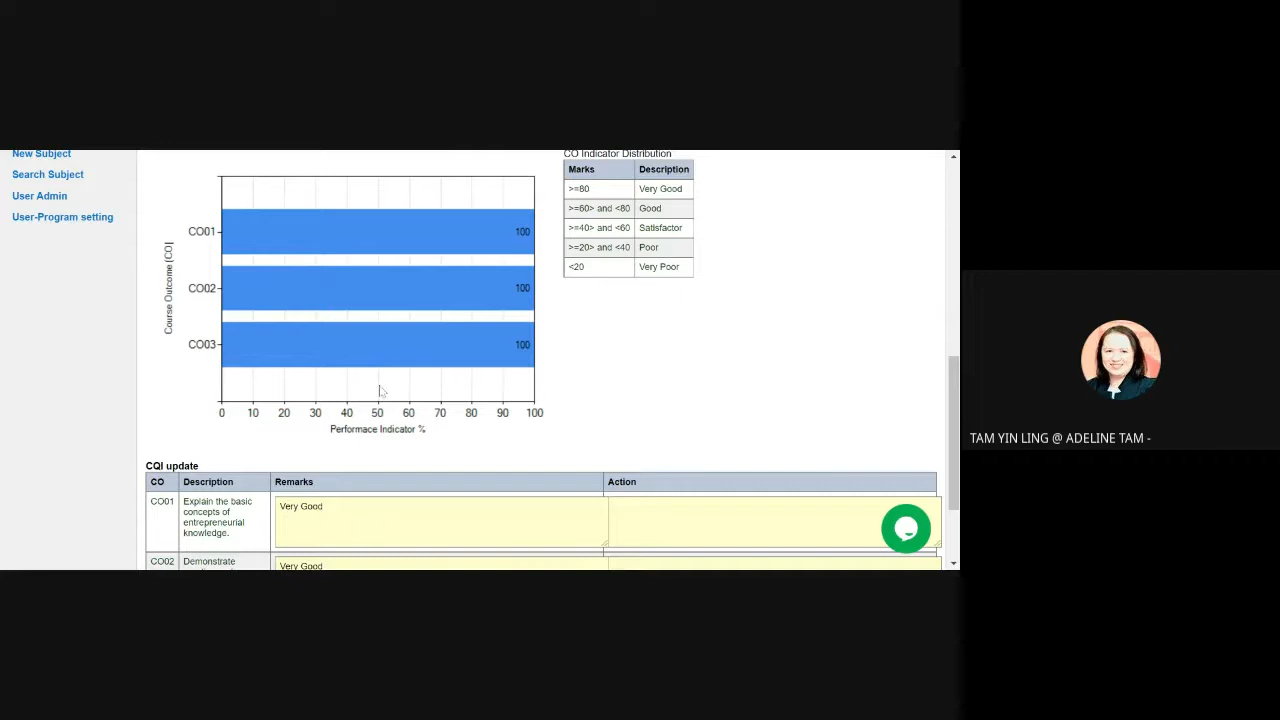 New Subject
Search Subject
User Admin
User-Program setting
CO Indicator Distribution
Marks Description
>=80 Very Good
>=60> and <80 Good
>=40> and <60 Satisfactor
>=20> and <40 Poor
<20 Very Poor
Course Outcome [CO]
CO01 100
CO02 100
CO03 100
0 10 20 30 40 50 60 70 80 90 100
Performace Indicator %
CQI update
CO Description Remarks Action
CO01 Explain the basic Very Good
concepts of
entrepreneurial
knowledge.
CO02 Demonstrate Very Good
TAM YIN LING @ ADELINE TAM -